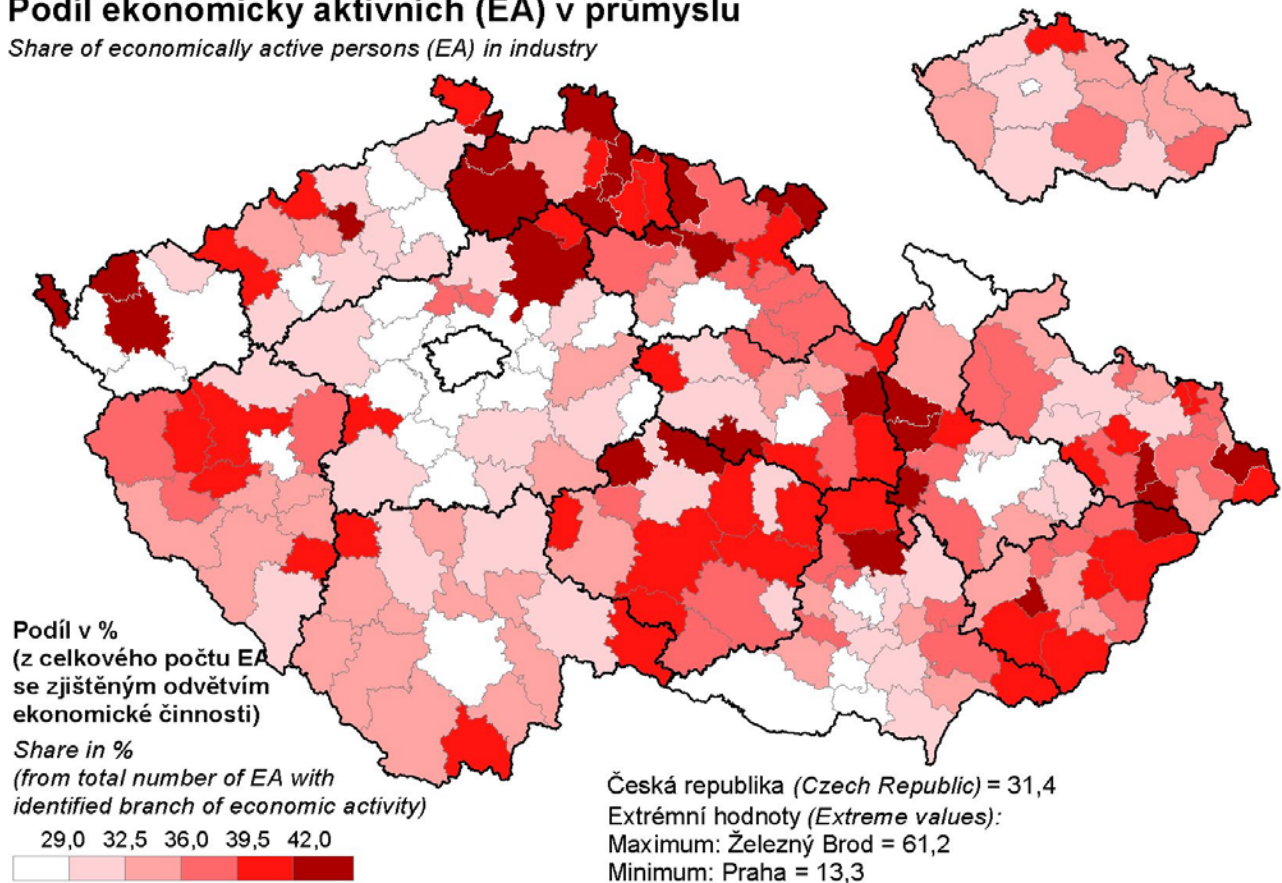 Podíl ekonomicky aktivních (EA) v průmyslu
Share of economically active persons (EA) in industry
Podíl v %
(z celkového počtu EA
se zjištěným odvětvím
ekonomické činnosti)
Share in %
(from total number of EA with
identified branch of economic activity)
29,0 32,5 36,0 39,5 42,0
Česká republika (Czech Republic) = 31,4
Extrémní hodnoty (Extreme values):
Maximum: Železný Brod = 61,2
Minimum: Praha = 13,3